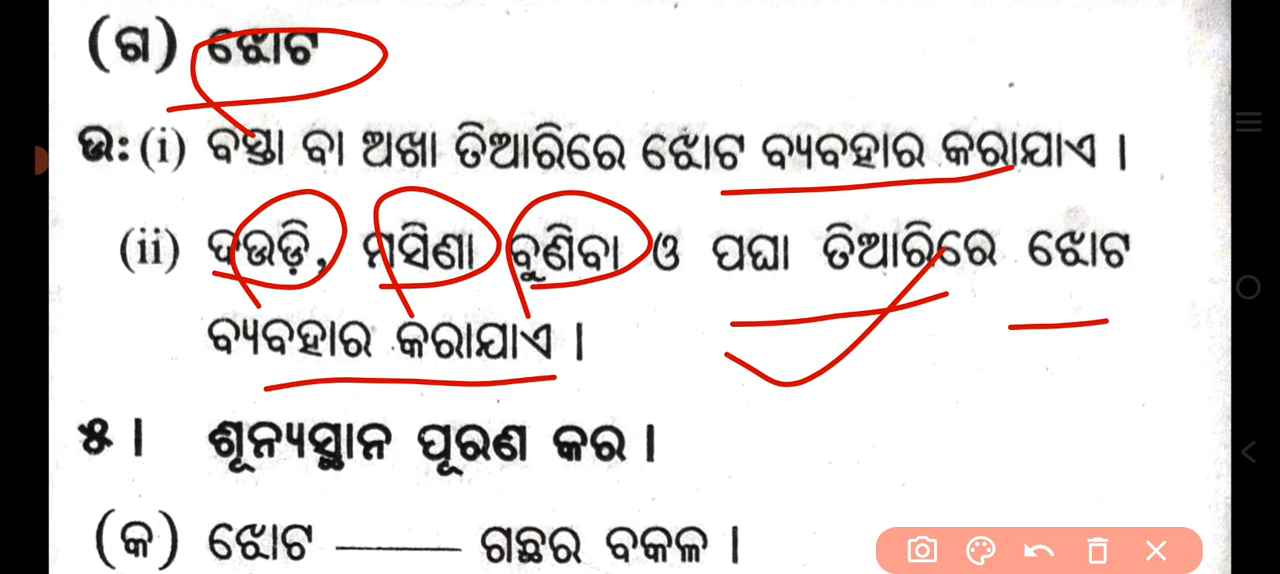 (ଗ) ଝୋଟ
ଉଃ (i) ବସ୍ତା ବା ଅଖା ତିଆରିରେ ଝୋଟ ବ୍ୟବହାର କରାଯାଏ ।
(ii) ଦଉଡ଼ି, ମସିଣା ବୁଣିବା ଓ ପଘା ତିଆରିରେ ଝୋଟ
ବ୍ୟବହାର କରାଯାଏ ।
୫ । ଶୂନ୍ୟସ୍ଥାନ ପୂରଣ କର ।
(କ) ଝୋଟ ——— ଗଛର ବକଳ ।